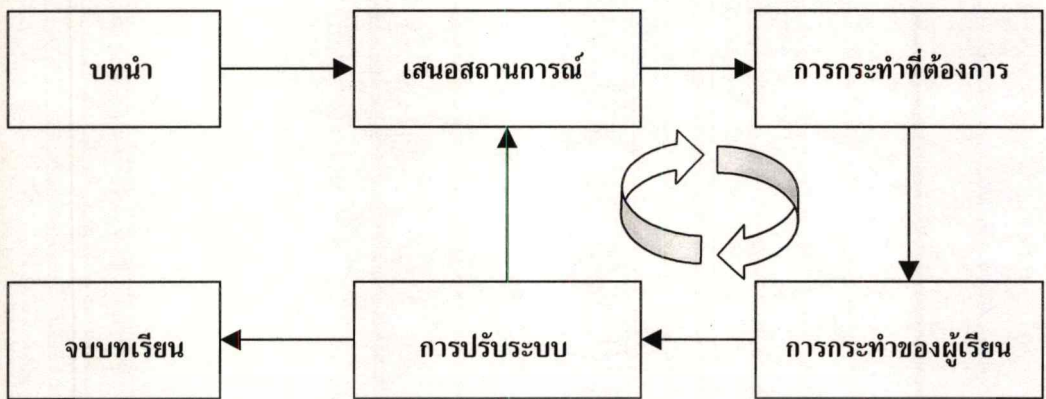 บทนำ
เสนอสถานการณ์
การกระทำที่ต้องการ
จบบทเรียน
การปรับระบบ
การกระทำของผู้เรียน